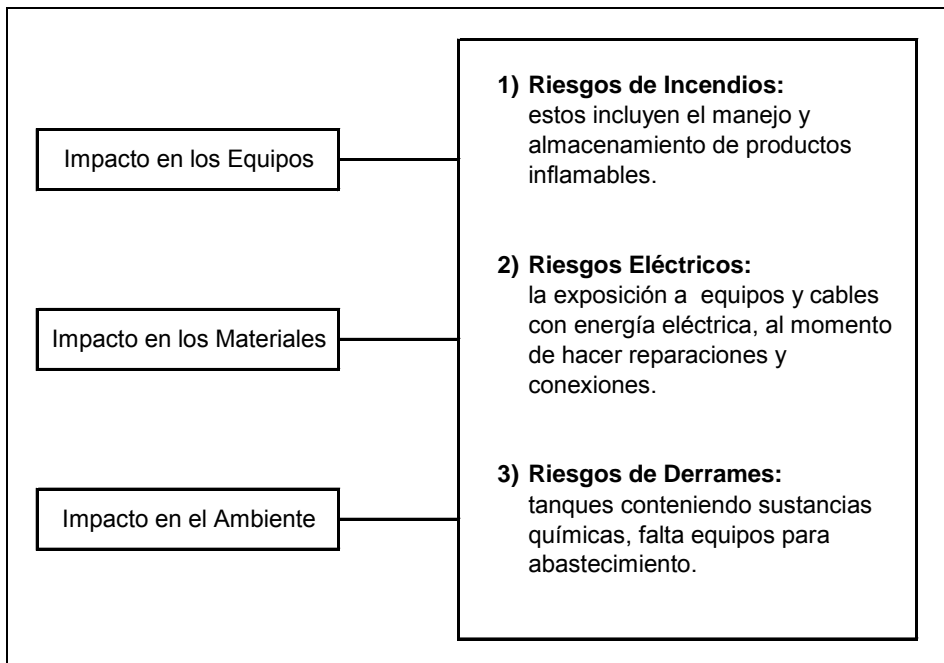 Impacto en los Equipos
Impacto en los Materiales
Impacto en el Ambiente
1) Riesgos de Incendios:
estos incluyen el manejo y
almacenamiento de productos
inflamables.
2) Riesgos Eléctricos:
la exposición a equipos y cables
con energía eléctrica, al momento
de hacer reparaciones y
conexiones.
3) Riesgos de Derrames:
tanques conteniendo sustancias
químicas, falta equipos para
abastecimiento.